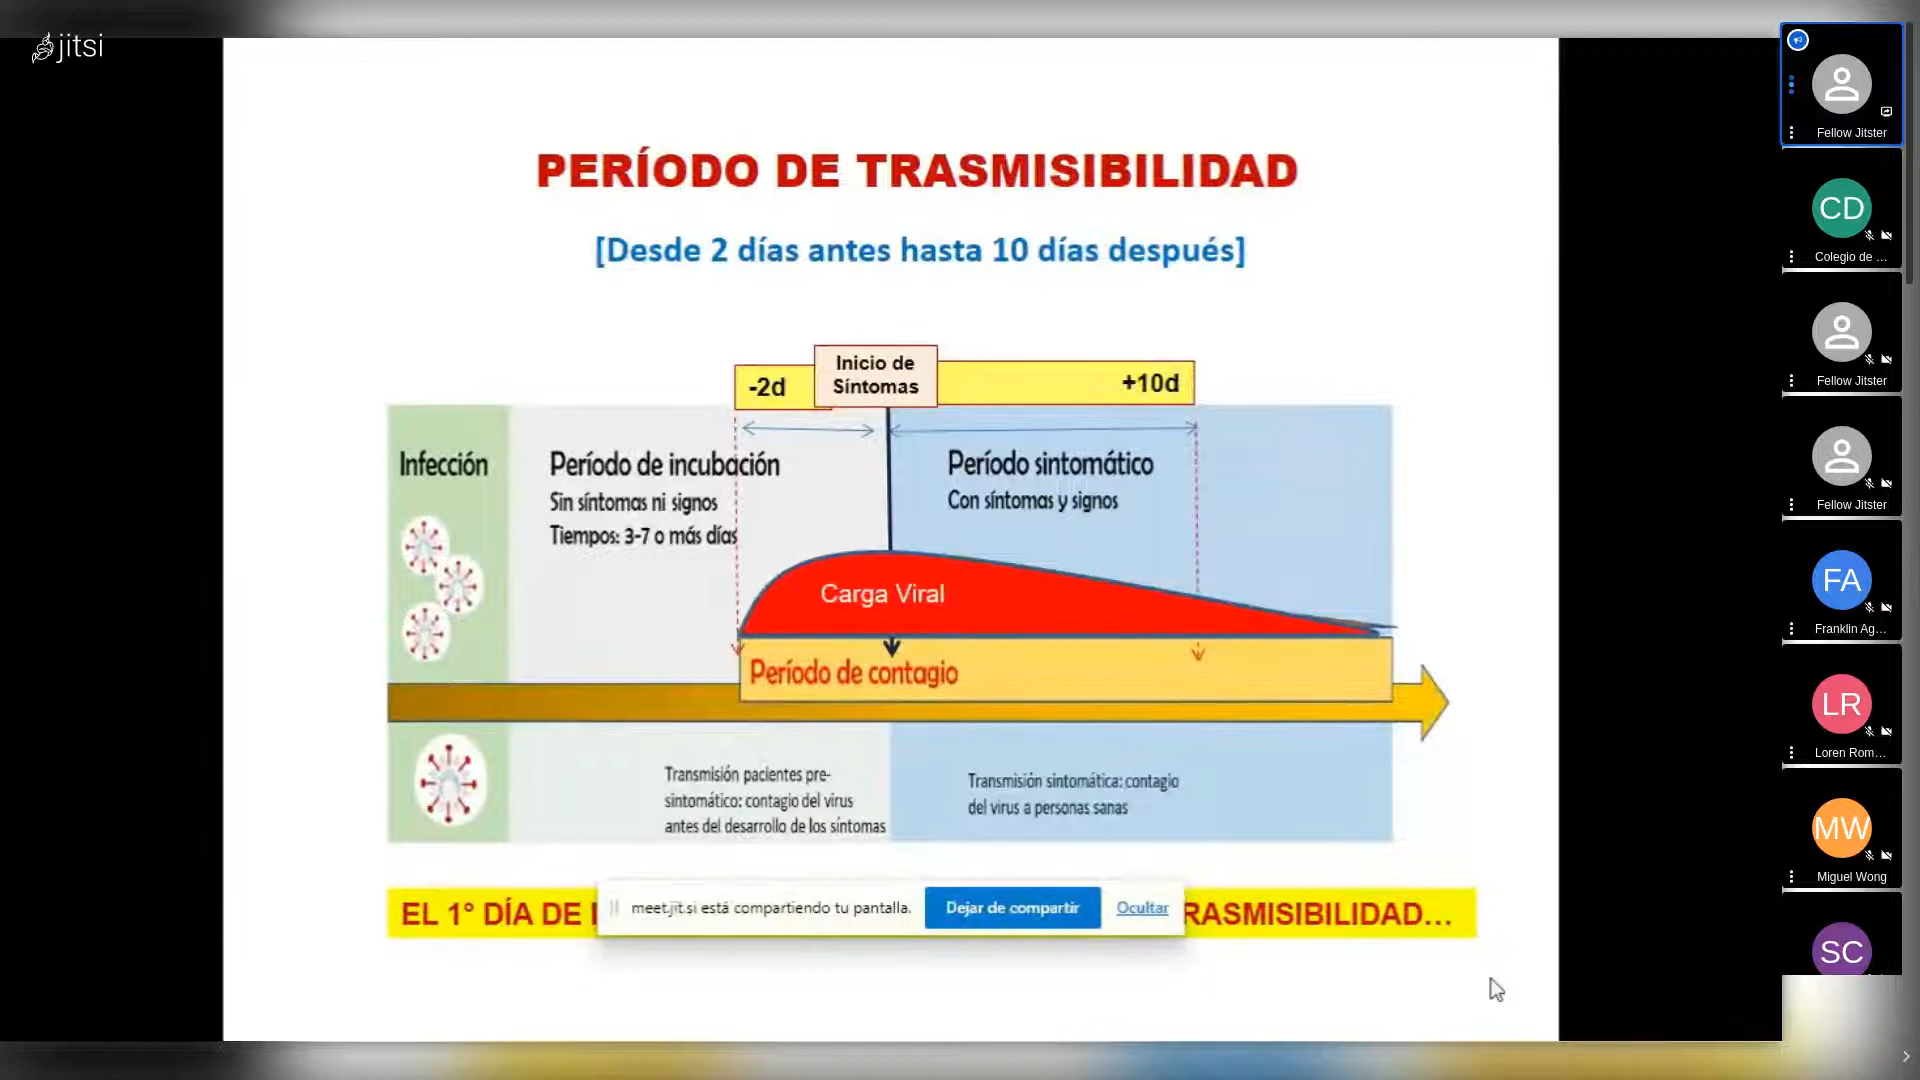 jitsi
PERÍODO DE TRASMISIBILIDAD
[Desde 2 días antes hasta 10 días después]
-2d
Inicio de
Síntomas
+10d
Infección
Período de incubación
Sin síntomas ni signos
Tiempos: 3-7 o más días
Período sintomático
Con síntomas y signos
Carga Viral
Período de contagio
Transmisión pacientes pre-
sintomático: contagio del virus
antes del desarrollo de los síntomas
Transmisión sintomática: contagio
del virus a personas sanas
EL 1° DÍA DE
RASMISIBILIDAD...
meet.jit.si está compartiendo tu pantalla.
Dejar de compartir
Ocultar
Fellow Jitster
CD
Colegio de ...
Fellow Jitster
Fellow Jitster
FA
Franklin Ag...
LR
Loren Rom...
MW
Miguel Wong
SC